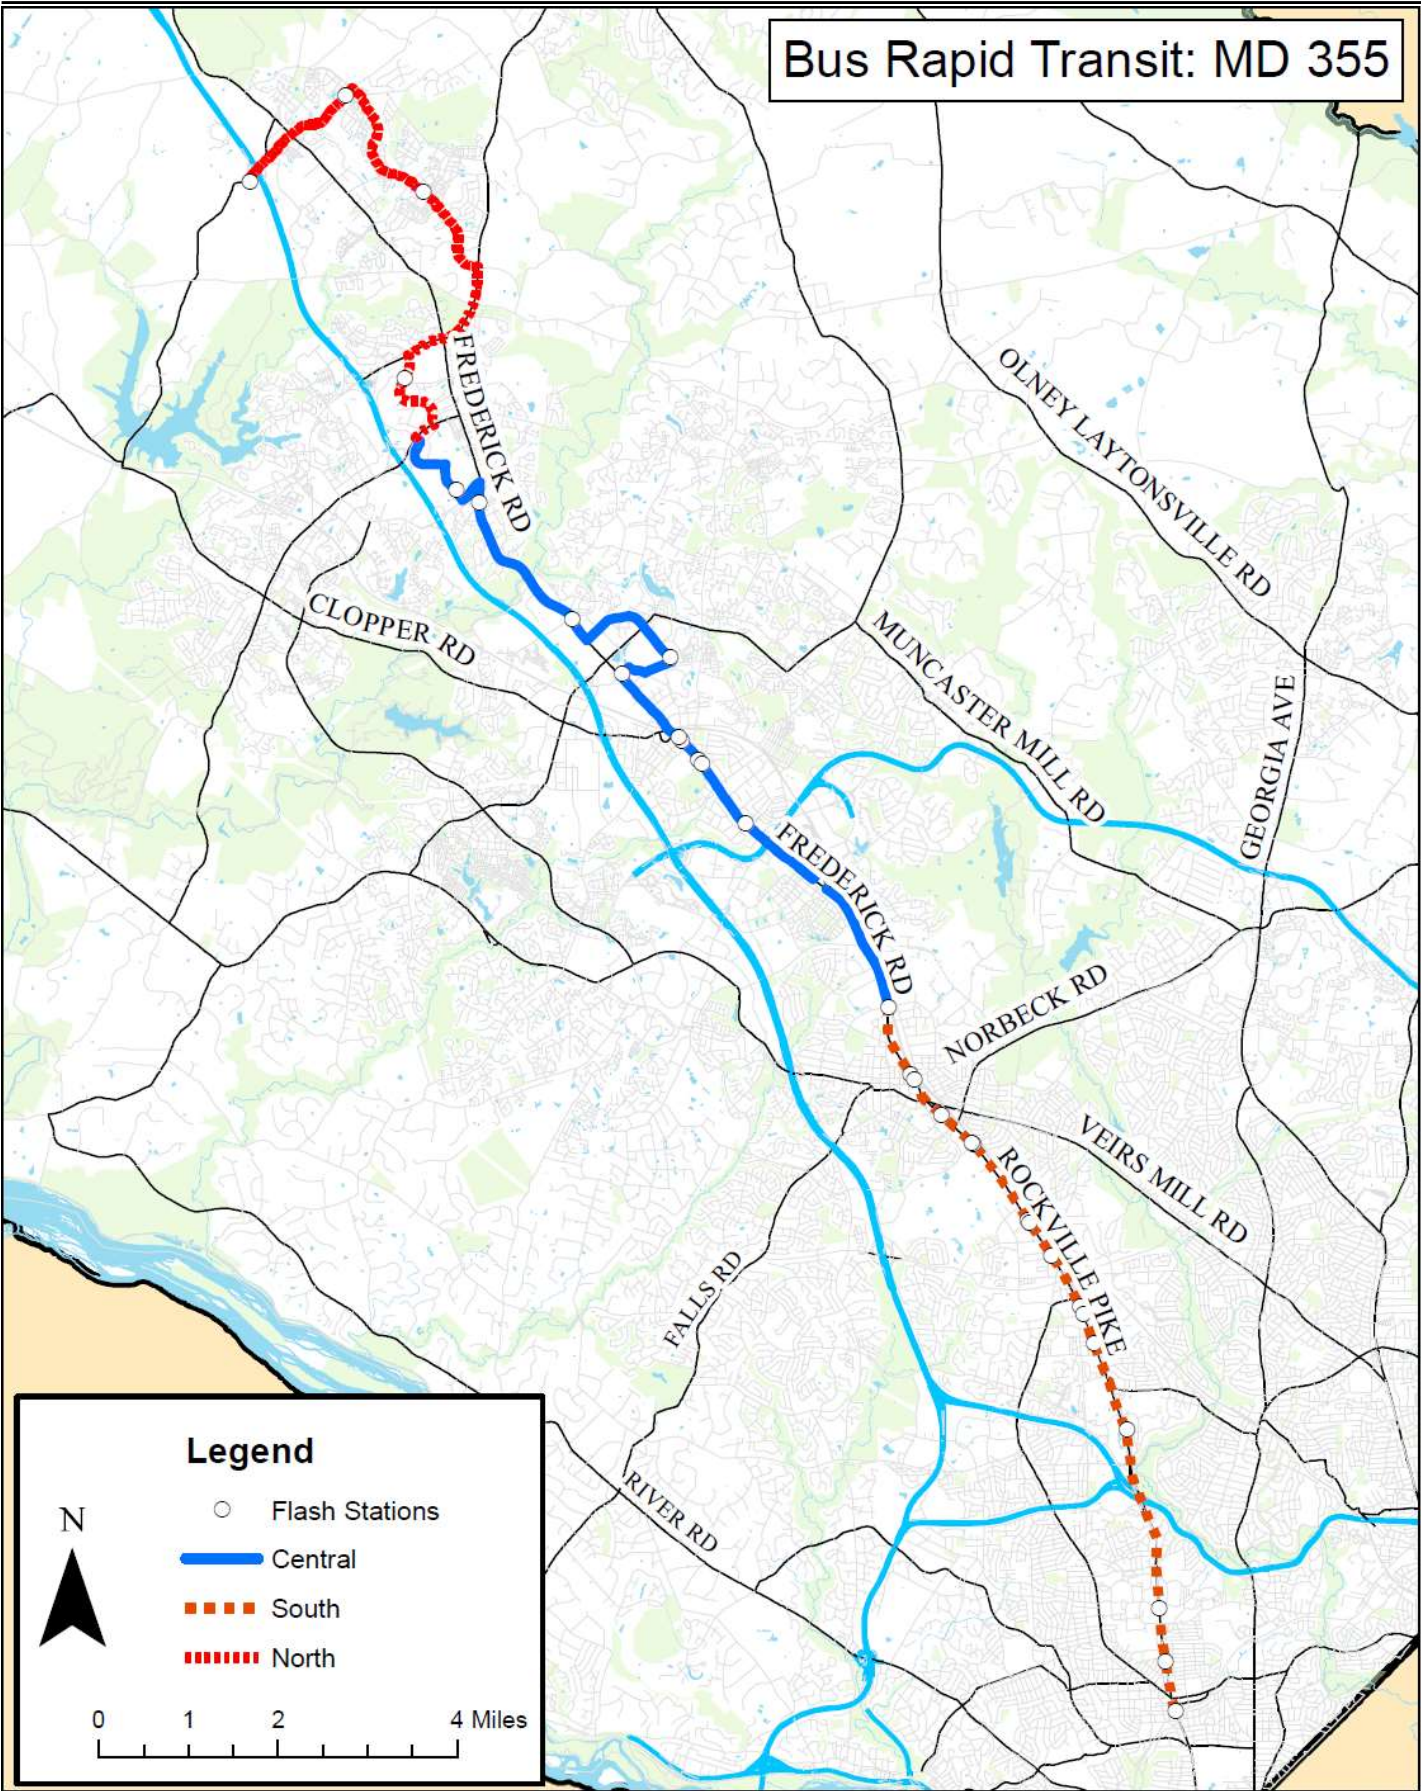 Bus Rapid Transit: MD 355
FREDERICK RD
OLNEY LAYTONSVILLE RD
CLOPPER RD
MUNCASTER MILL RD
GEORGIA AVE
FREDERICK RD
NORBECK RD
VEIRS MILL RD
ROCKVILLE PIKE
FALLS RD
RIVER RD
Legend
N
Flash Stations
Central
South
North
0 1 2 4 Miles